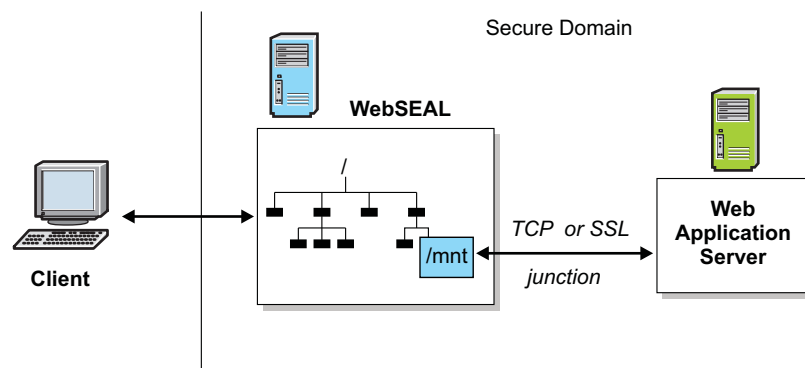 Secure Domain
WebSEAL
/
/mnt
TCP or SSL
junction
Web
Application
Server
Client